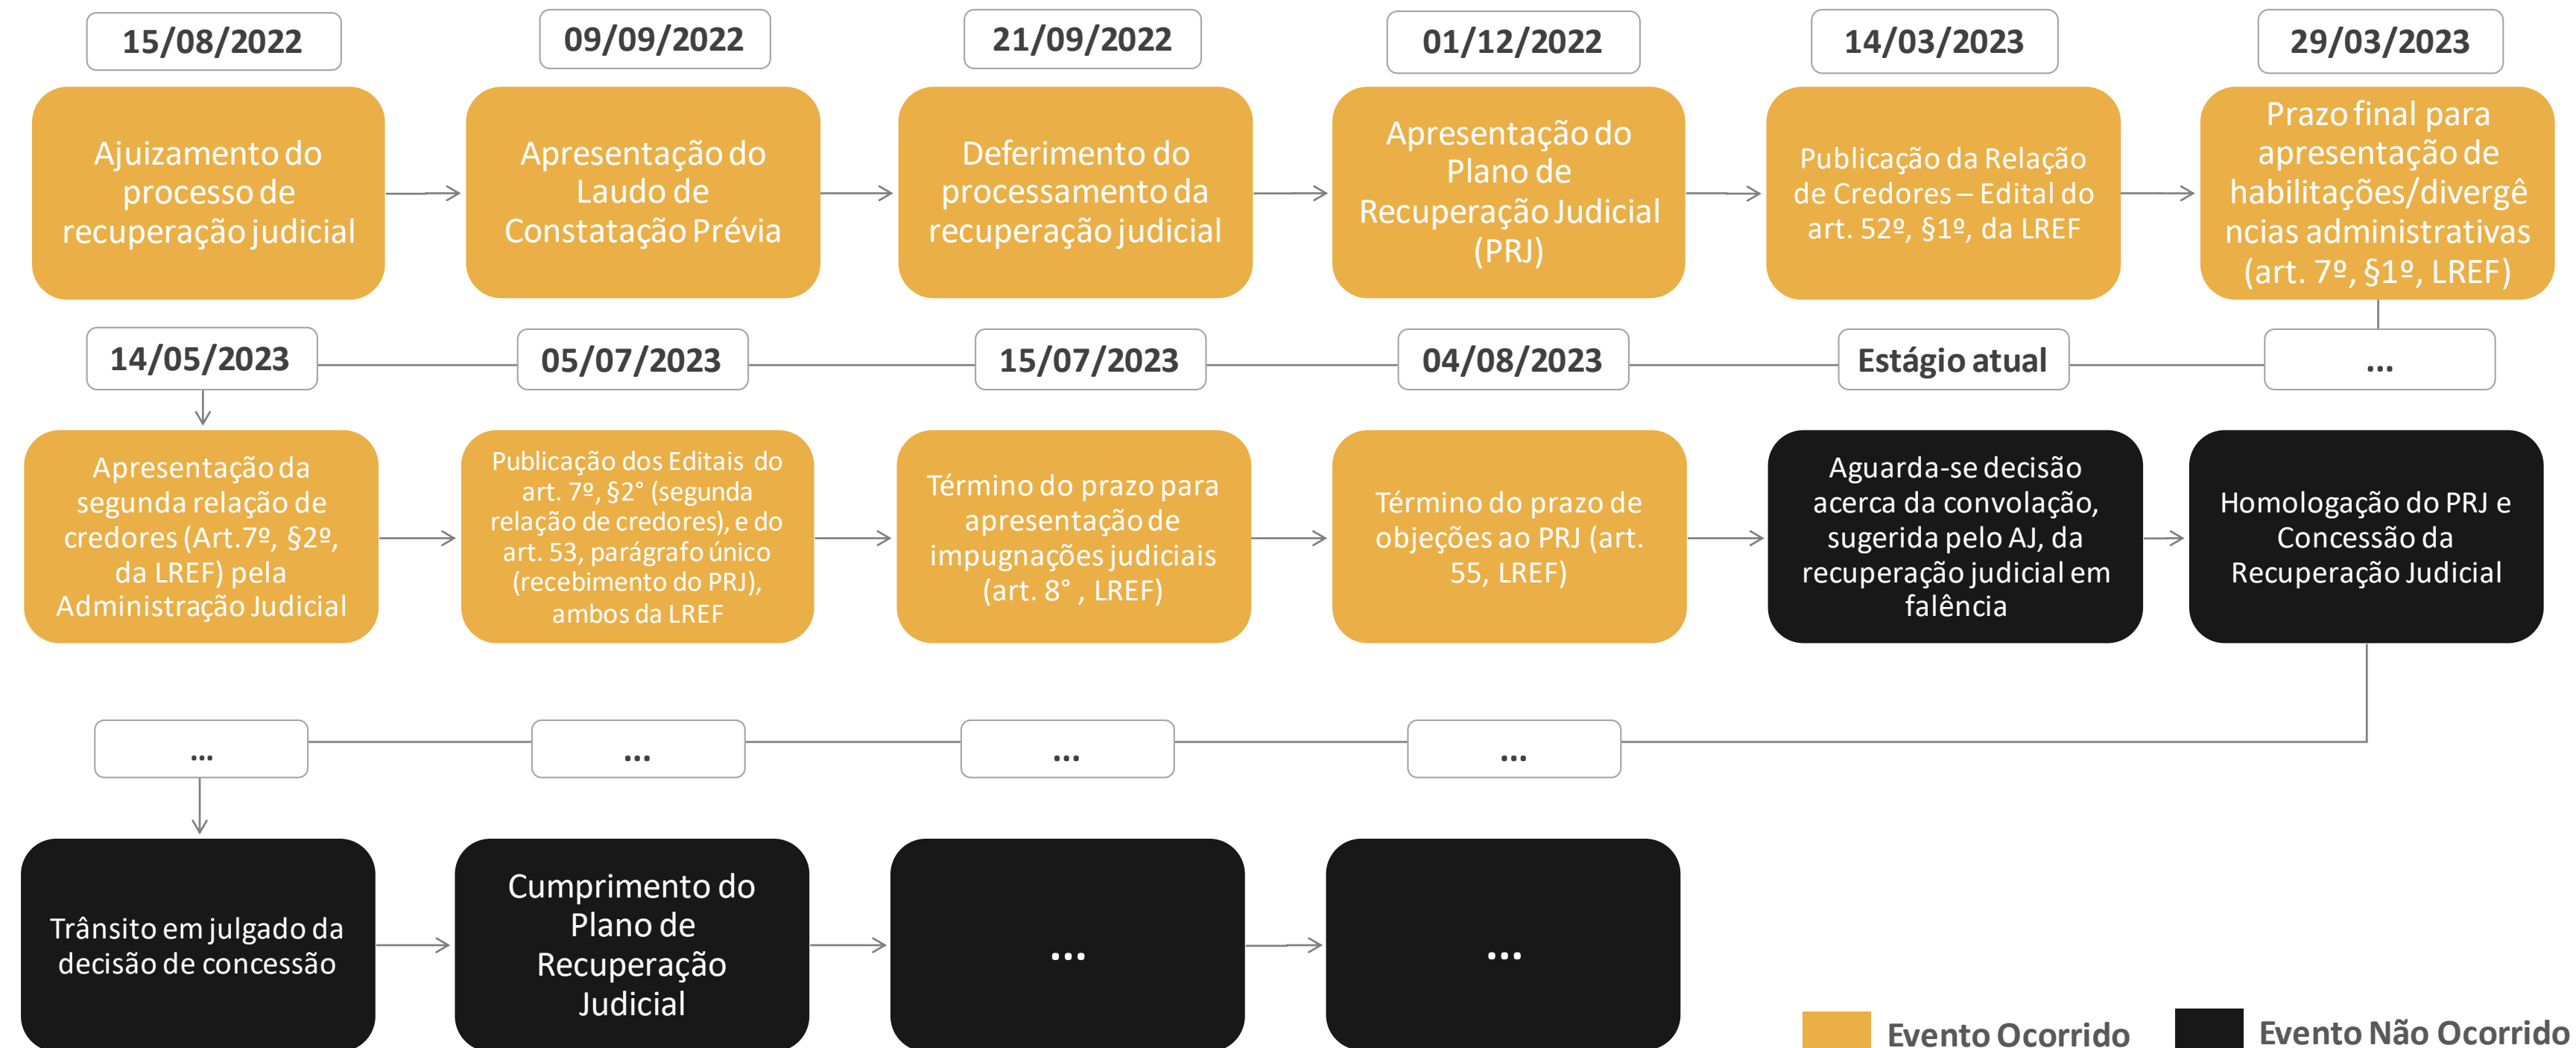 15/08/2022
09/09/2022
21/09/2022
01/12/2022
14/03/2023
29/03/2023
Ajuizamento do
processo de
recuperação judicial
Apresentação do
Laudo de
Constatação Prévia
Deferimento do
processamento da
recuperação judicial
Apresentação do
Plano de
Recuperação Judicial
(PRJ)
Publicação da Relação
de Credores – Edital do
art. 52º, §1º, da LREF
Prazo final para
apresentação de
habilitações/divergê
ncias administrativas
(art. 7º, §1º, LREF)
14/05/2023
05/07/2023
15/07/2023
04/08/2023
Estágio atual
...
Apresentação da
segunda relação de
credores (Art.7º, §2º,
da LREF) pela
Administração Judicial
Publicação dos Editais do
art. 7º, §2° (segunda
relação de credores), e do
art. 53, parágrafo único
(recebimento do PRJ),
ambos da LREF
Término do prazo para
apresentação de
impugnações judiciais
(art. 8° , LREF)
Término do prazo de
objeções ao PRJ (art.
55, LREF)
Aguarda-se decisão
acerca da convolação,
sugerida pelo AJ, da
recuperação judicial em
falência
Homologação do PRJ e
Concessão da
Recuperação Judicial
...
...
...
...
Trânsito em julgado da
decisão de concessão
Cumprimento do
Plano de
Recuperação
Judicial
...
...
Evento Ocorrido
Evento Não Ocorrido